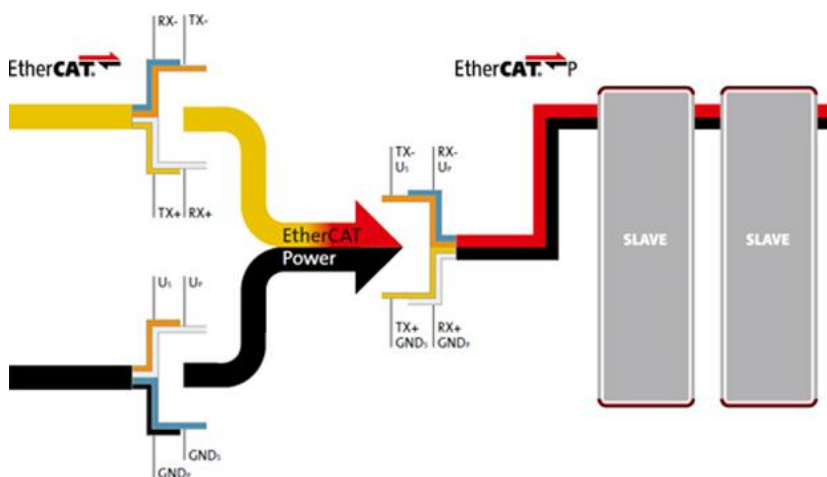 RX- TX-
EtherCAT®
TX+ RX+
EtherCAT® P
TX- RX-
US UP
EtherCAT
Power
SLAVE SLAVE
US UP
TX+ RX+
GNDS GNDP
GNDS
GNDP